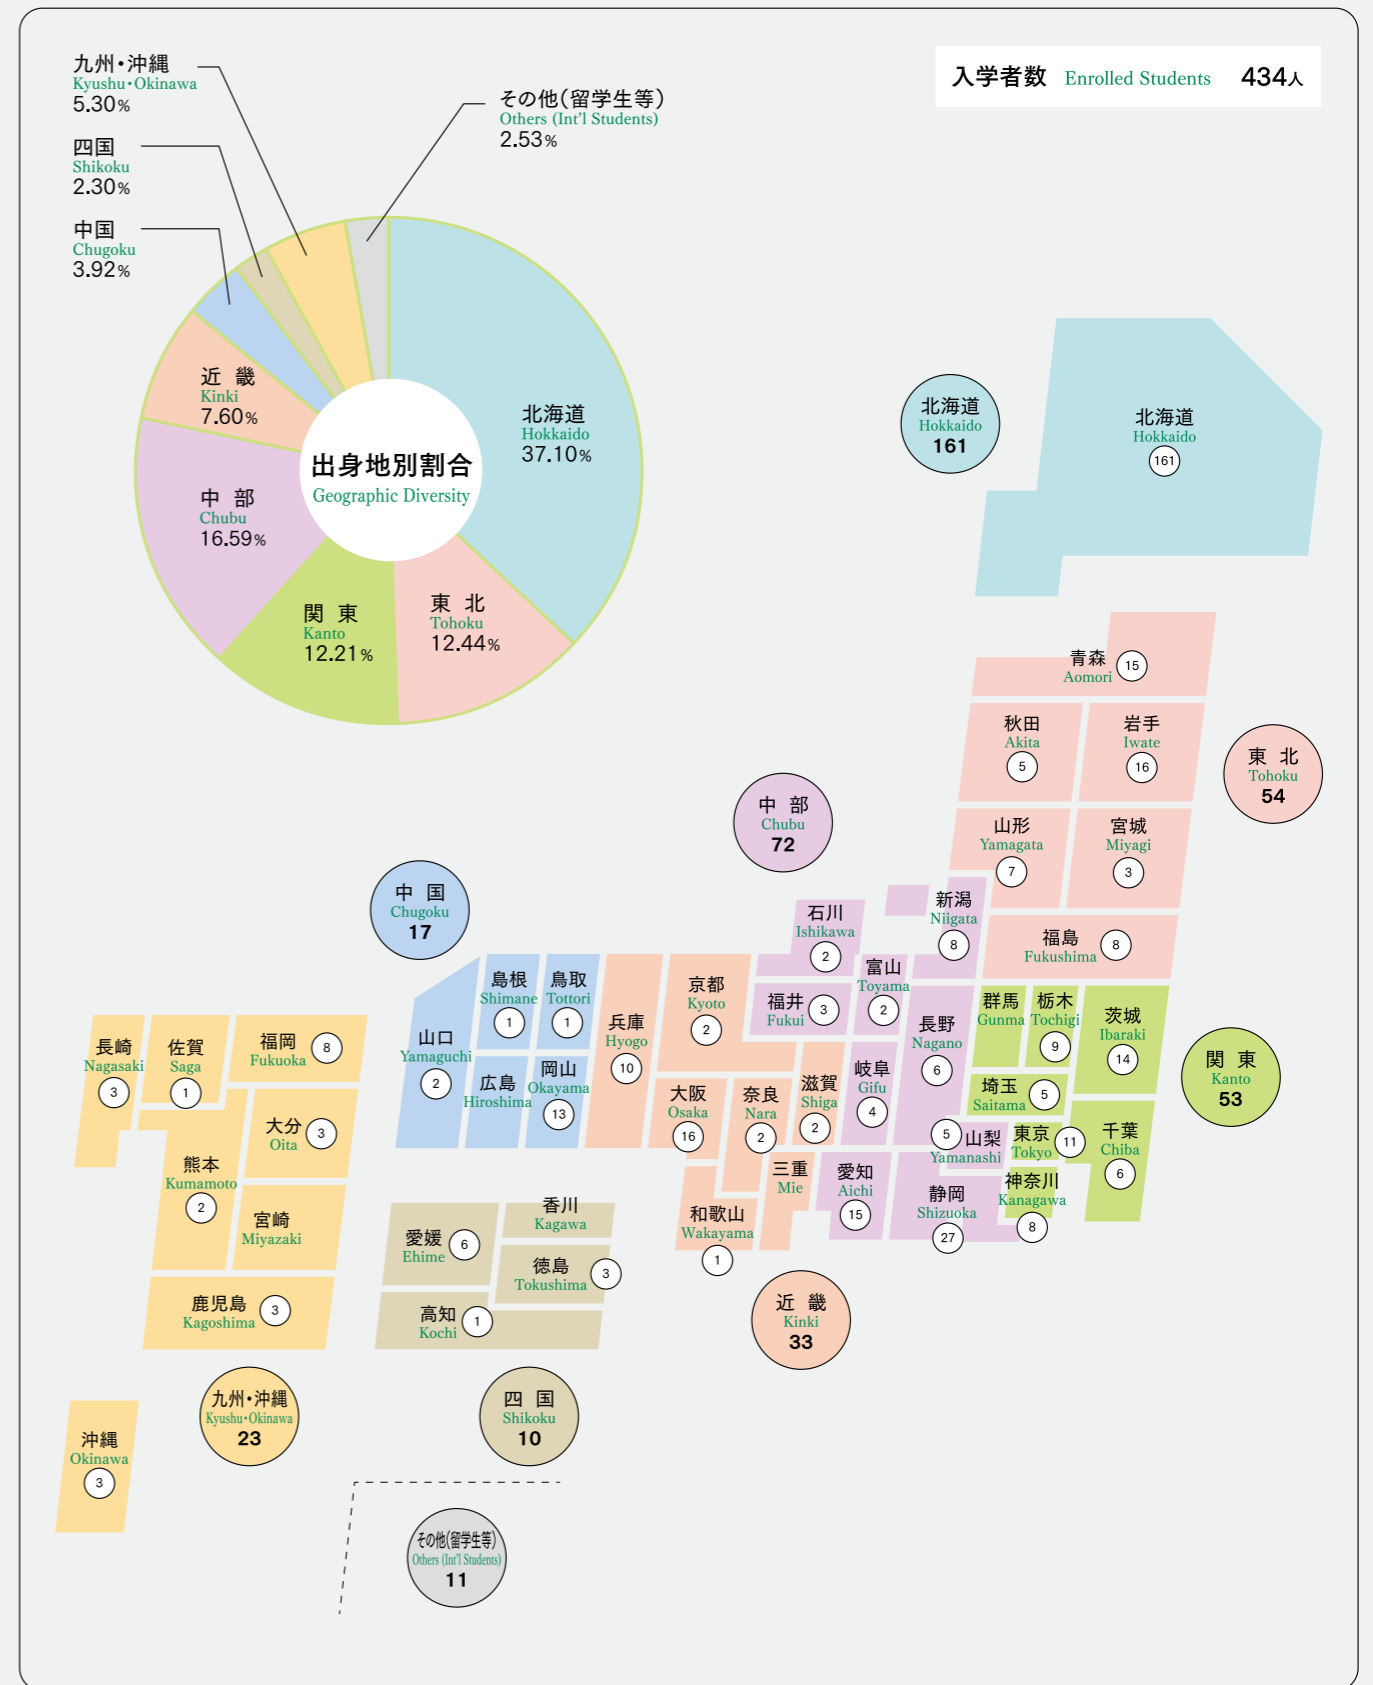 入学者数 Enrolled Students 434人
九州・沖縄
Kyushu・Okinawa
5.30%
四国
Shikoku
2.30%
中国
Chugoku
3.92%
その他(留学生等)
Others (Int'l Students)
2.53%
近 畿
Kinki
7.60%
中 部
Chubu
16.59%
関 東
Kanto
12.21%
東 北
Tohoku
12.44%
北海道
Hokkaido
37.10%
出身地別割合
Geographic Diversity
北海道
Hokkaido
161
北海道
Hokkaido
161
青森
Aomori
15
秋田
Akita
5
岩手
Iwate
16
山形
Yamagata
7
宮城
Miyagi
3
福島
Fukushima
8
東 北
Tohoku
54
中 部
Chubu
72
新潟
Niigata
8
石川
Ishikawa
2
富山
Toyama
2
福井
Fukui
3
長野
Nagano
6
岐阜
Gifu
4
山梨
Yamanashi
5
愛知
Aichi
15
静岡
Shizuoka
27
群馬
Gunma
栃木
Tochigi
9
茨城
Ibaraki
14
埼玉
Saitama
5
東京
Tokyo
11
千葉
Chiba
6
神奈川
Kanagawa
8
関 東
Kanto
53
中 国
Chugoku
17
島根
Shimane
1
鳥取
Tottori
1
山口
Yamaguchi
2
広島
Hiroshima
岡山
Okayama
13
兵庫
Hyogo
10
京都
Kyoto
2
大阪
Osaka
16
奈良
Nara
2
滋賀
Shiga
2
三重
Mie
和歌山
Wakayama
1
近 畿
Kinki
33
香川
Kagawa
愛媛
Ehime
6
徳島
Tokushima
3
高知
Kochi
1
四 国
Shikoku
10
長崎
Nagasaki
3
佐賀
Saga
1
福岡
Fukuoka
8
大分
Oita
3
熊本
Kumamoto
2
宮崎
Miyazaki
鹿児島
Kagoshima
3
九州・沖縄
Kyushu・Okinawa
23
沖縄
Okinawa
3
その他(留学生等)
Others (Int'l Students)
11